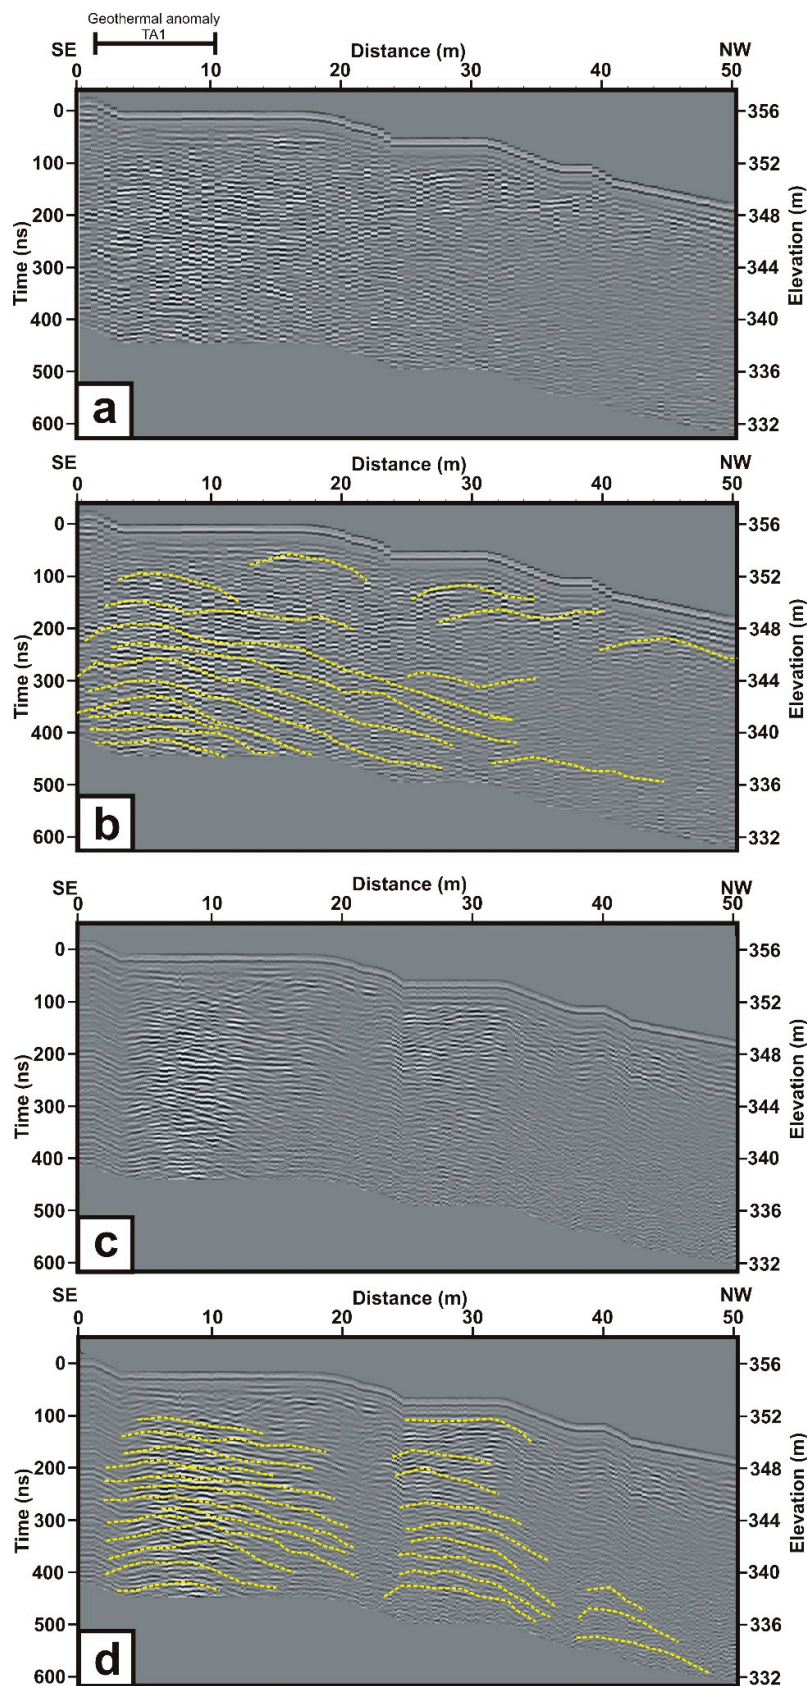 Geothermal anomaly
TA1
SE Distance (m) NW
0 10 20 30 40 50
0 356
100 352
200 348
300 344
400 340
500 336
600 332
Time (ns)
Elevation (m)
a
SE Distance (m) NW
0 10 20 30 40 50
0 356
100 352
200 348
300 344
400 340
500 336
600 332
Time (ns)
Elevation (m)
b
SE Distance (m) NW
0 10 20 30 40 50
0 356
100 352
200 348
300 344
400 340
500 336
600 332
Time (ns)
Elevation (m)
c
SE Distance (m) NW
0 10 20 30 40 50
0 356
100 352
200 348
300 344
400 340
500 336
600 332
Time (ns)
Elevation (m)
d